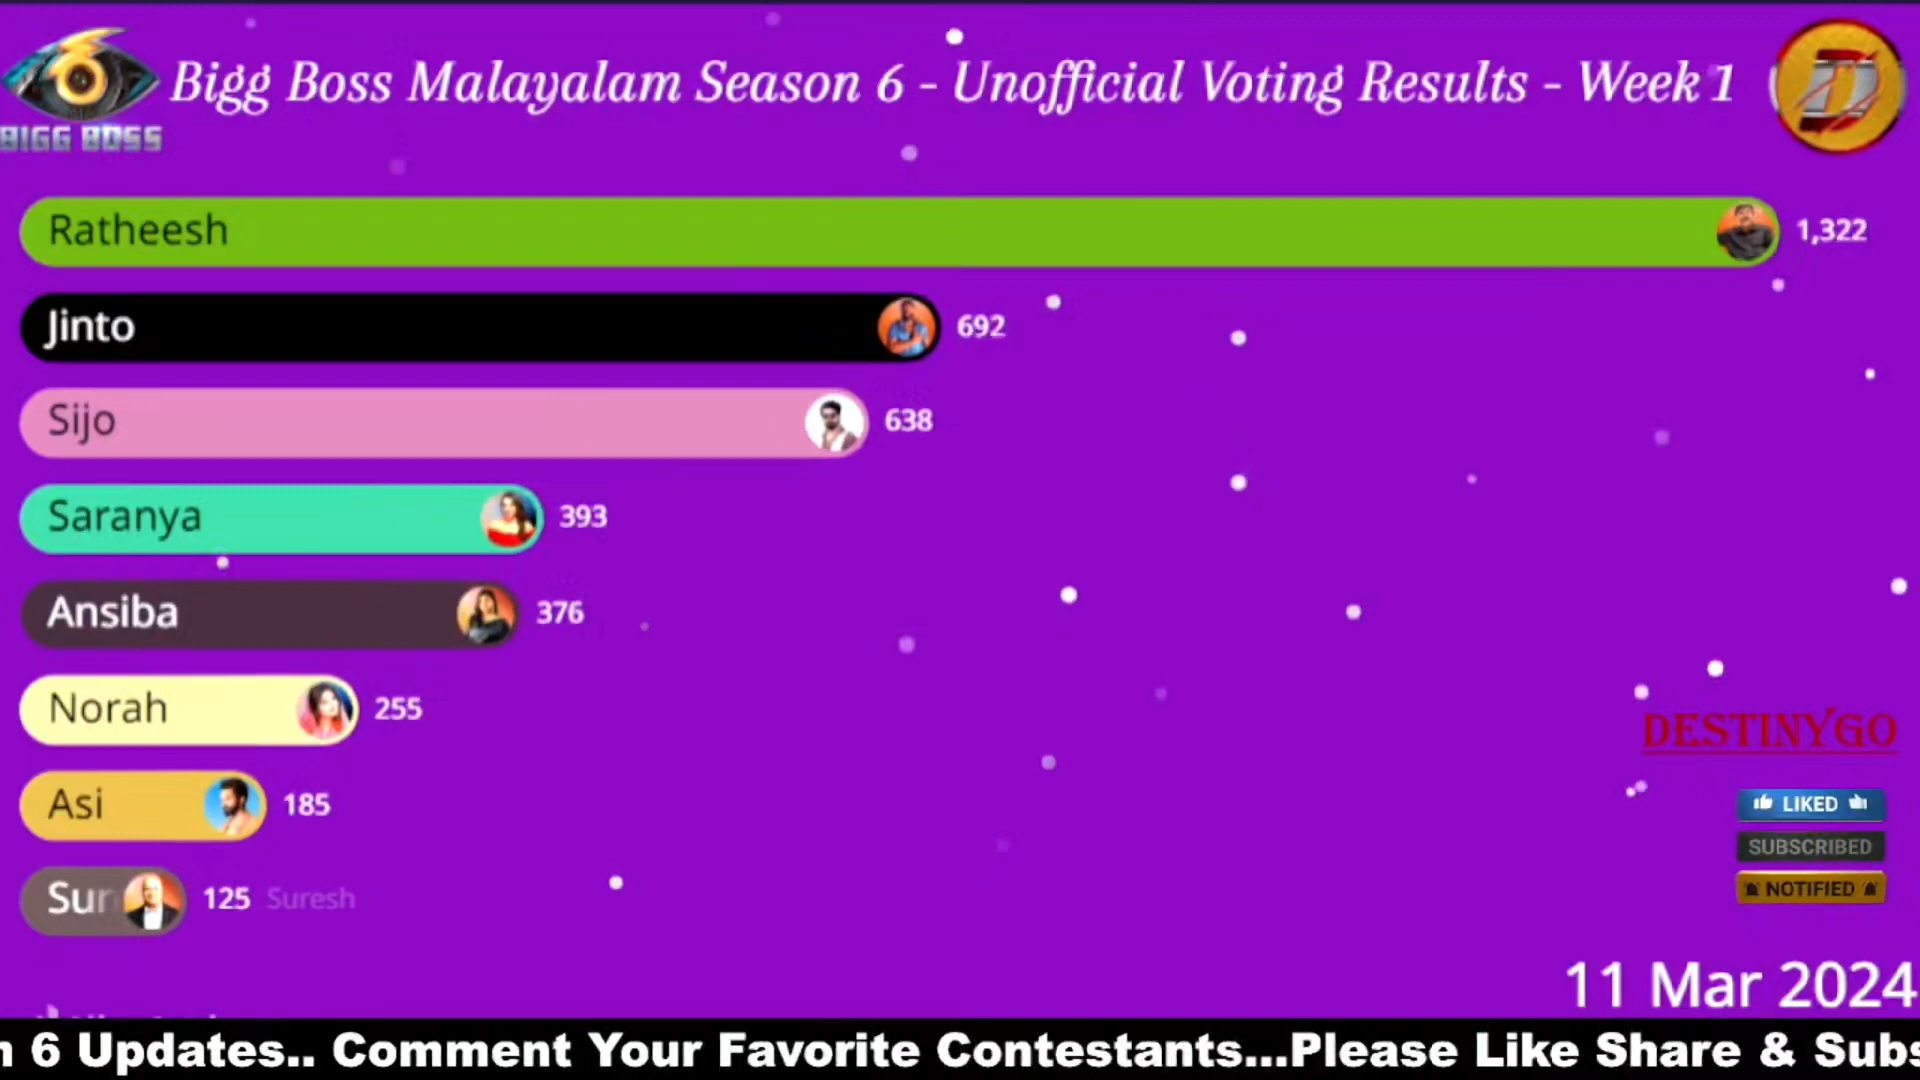 Bigg Boss Malayalam Season 6 - Unofficial Voting Results - Week 1
BIGG BOSS
Ratheesh 1,322
Jinto 692
Sijo 638
Saranya 393
Ansiba 376
Norah 255
DESTINYGO
Asi 185
LIKED
SUBSCRIBED
NOTIFIED
Sur 125 Suresh
11 Mar 2024
n 6 Updates.. Comment Your Favorite Contestants...Please Like Share & Subs